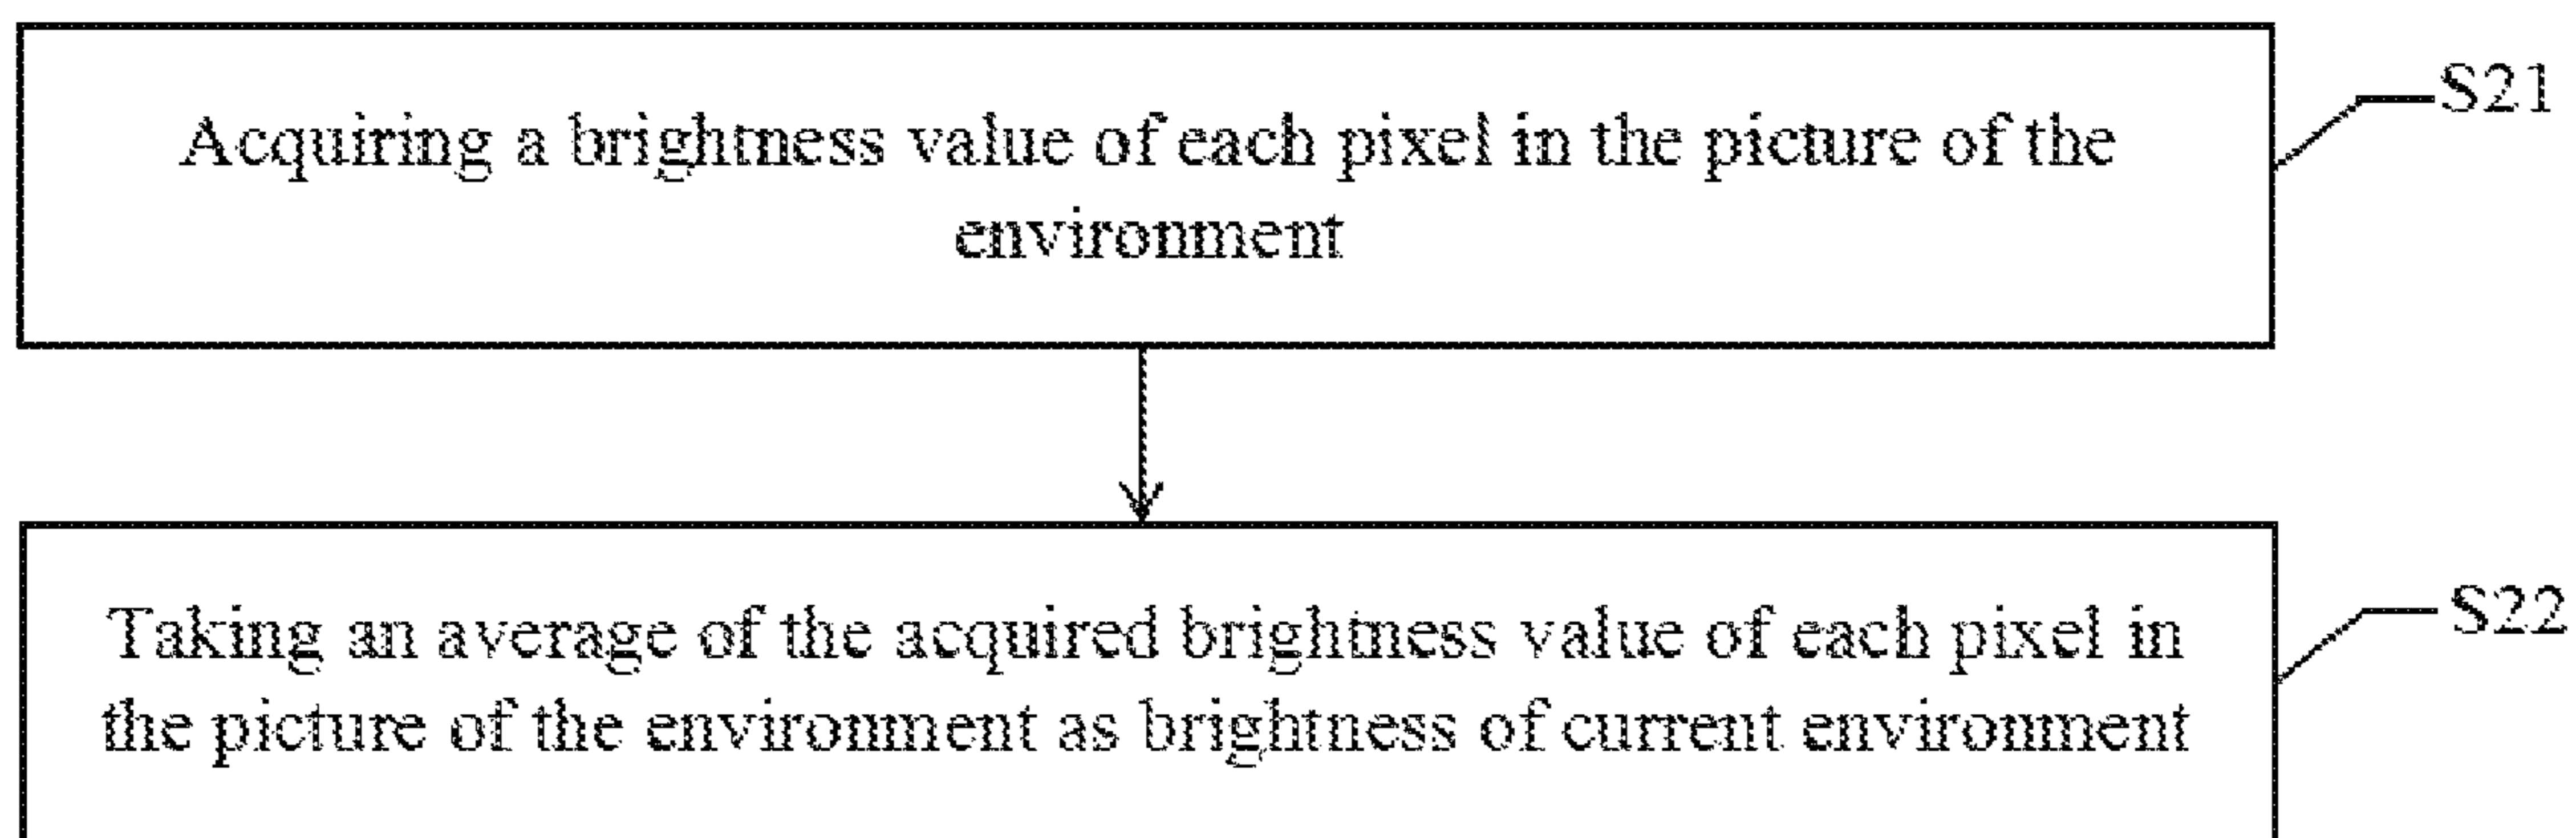 Acquiring a brightness value of each pixel in the picture of the
environment
S21
Taking an average of the acquired brightness value of each pixel in
the picture of the environment as brightness of current environment
S22